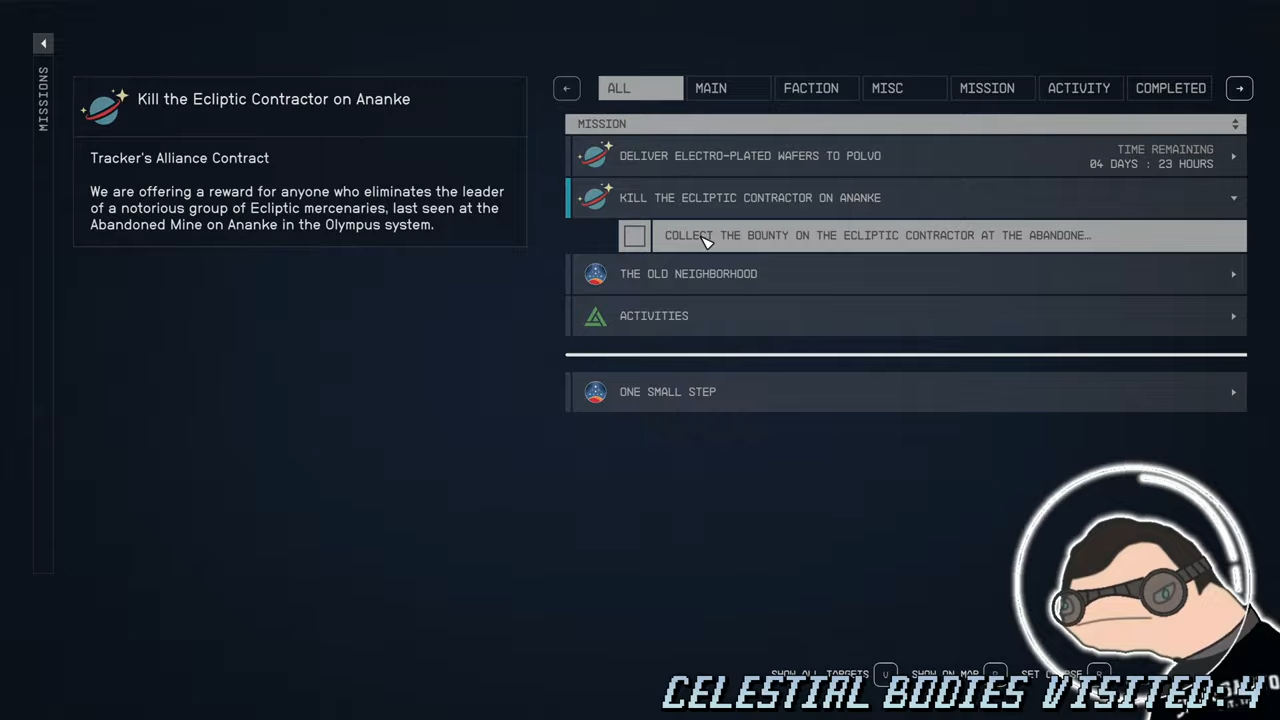 MISSIONS
Kill the Ecliptic Contractor on Ananke
Tracker's Alliance Contract
We are offering a reward for anyone who eliminates the leader
of a notorious group of Ecliptic mercenaries, last seen at the
Abandoned Mine on Ananke in the Olympus system.
ALL
MAIN
FACTION
MISC
MISSION
ACTIVITY
COMPLETED
MISSION
DELIVER ELECTRO-PLATED WAFERS TO POLVO
TIME REMAINING
04 DAYS : 23 HOURS
KILL THE ECLIPTIC CONTRACTOR ON ANANKE
COLLECT THE BOUNTY ON THE ECLIPTIC CONTRACTOR AT THE ABANDONE...
THE OLD NEIGHBORHOOD
ACTIVITIES
ONE SMALL STEP
SHOW ALL TARGETS
SHOW ON MAP
SET
CELESTIAL BODIES VISITED:4